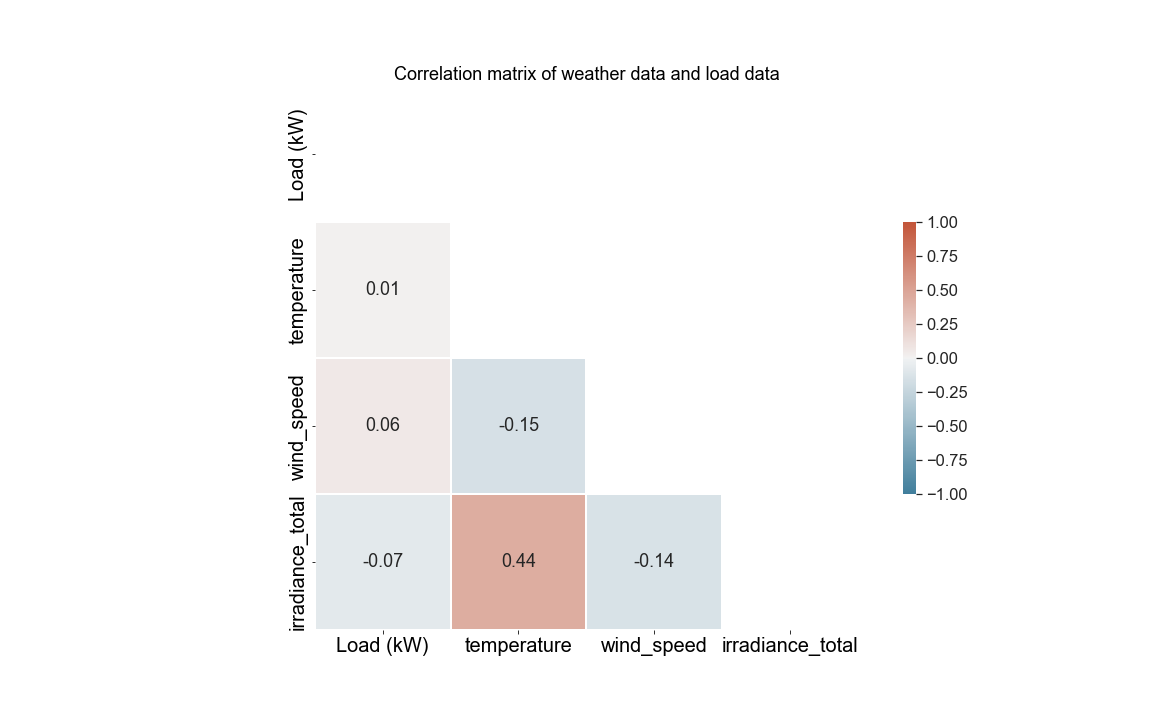 Correlation matrix of weather data and load data
Load (kW)
temperature
0.01
wind_speed
0.06
-0.15
irradiance_total
-0.07
0.44
-0.14
Load (kW)
temperature
wind_speed
irradiance_total
1.00
0.75
0.50
0.25
0.00
−0.25
−0.50
−0.75
−1.00